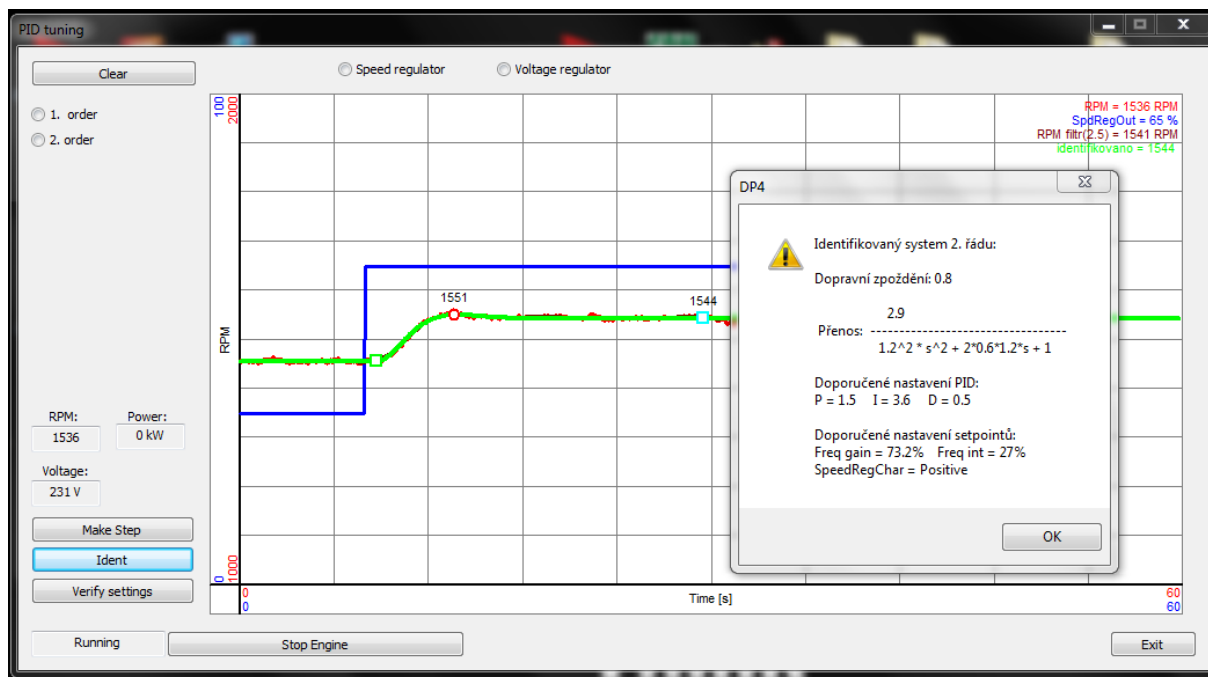 PID tuning
Clear
Speed regulator
Voltage regulator
1. order
2. order
100
2000
RPM = 1536 RPM
SpdRegOut = 65 %
RPM filtr(2.5) = 1541 RPM
identifikovano = 1544
DP4
Identifikovaný system 2. řádu:
Dopravní zpoždění: 0.8
2.9
Přenos: ----------------------------------
1.2^2 * s^2 + 2*0.6*1.2*s + 1
Doporučené nastavení PID:
P = 1.5 I = 3.6 D = 0.5
Doporučené nastavení setpointů:
Freq gain = 73.2% Freq int = 27%
SpeedRegChar = Positive
OK
1551
1544
RPM
RPM:
Power:
1536
0 kW
Voltage:
231 V
Make Step
Ident
Verify settings
0
1000
0
0
Time [s]
60
60
Running
Stop Engine
Exit